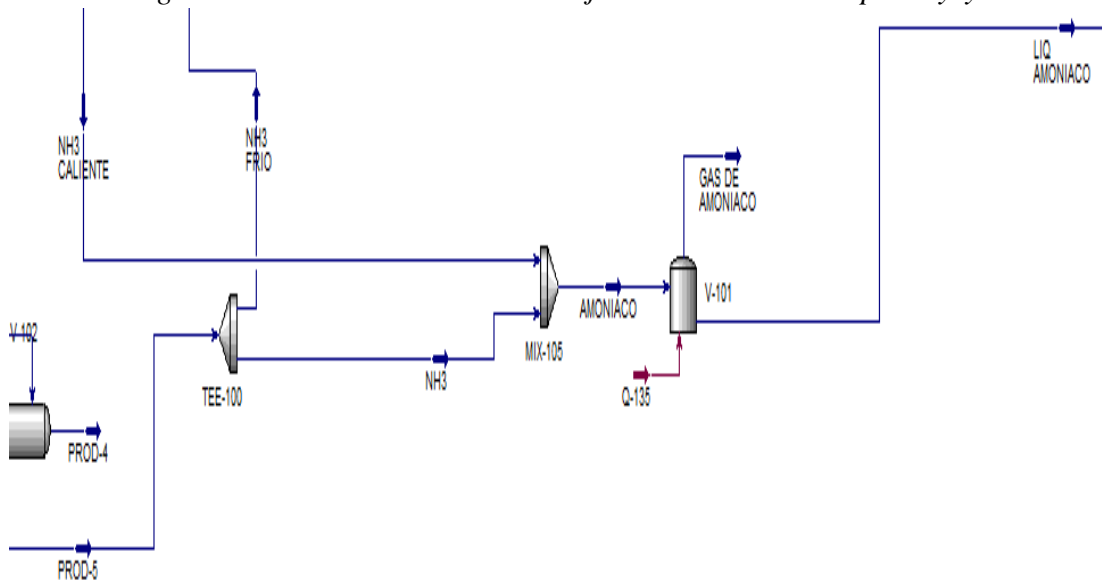 LIQ
AMONIACO
NH3
CALIENTE
NH3
FRIO
GAS DE
AMONIACO
V-101
AMONIACO
V-102
MIX-105
NH3
Q-135
TEE-100
PROD-4
PROD-5